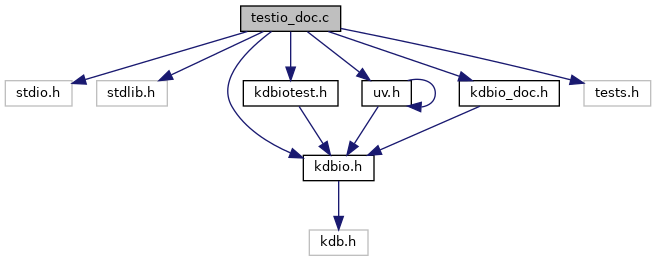 testio_doc.c
stdio.h
stdlib.h
kdbiotest.h
uv.h
kdbio_doc.h
tests.h
kdbio.h
kdb.h